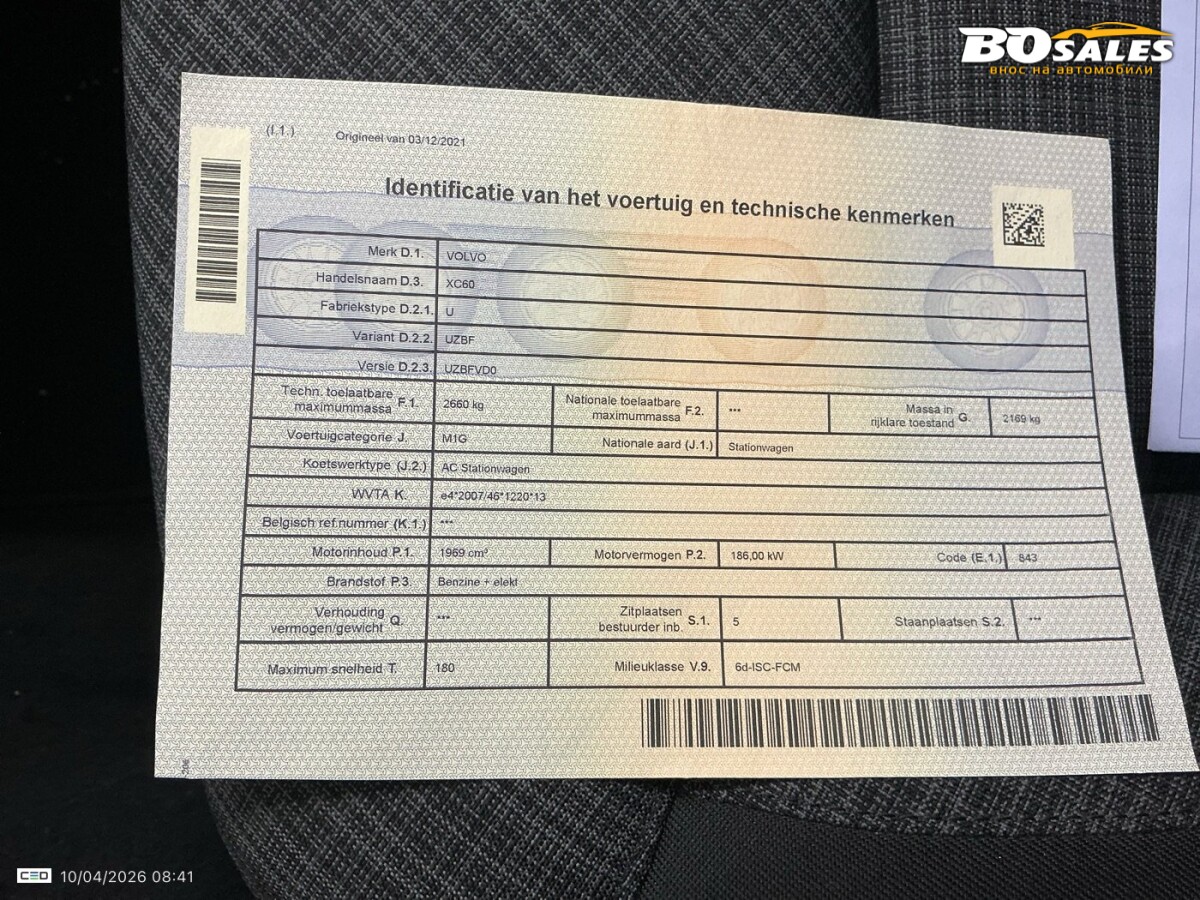 BOSALES
внос на автомобили
(I.1.)
Origineel van 03/12/2021
Identificatie van het voertuig en technische kenmerken
Merk D.1. VOLVO
Handelsnaam D.3. XC60
Fabriekstype D.2.1. U
Variant D.2.2. UZBF
Versie D.2.3. UZBFVD0
Techn. toelaatbare maximummassa F.1. 2660 kg Nationale toelaatbare maximummassa F.2. *** Massa in rijklare toestand G. 2169 kg
Voertuigcategorie J. M1G Nationale aard (J.1.) Stationwagen
Koetswerktype (J.2.) AC Stationwagen
WVTA K. e4*2007/46*1220*13
Belgisch ref.nummer (K.1.) ***
Motorinhoud P.1. 1969 cm³ Motorvermogen P.2. 186,00 kW Code (E.1.) 843
Brandstof P.3. Benzine + elekt
Verhouding vermogen/gewicht Q. *** Zitplaatsen bestuurder inb. S.1. 5 Staanplaatsen S.2. ***
Maximum snelheid T. 180 Milieuklasse V.9. 6d-ISC-FCM
CEO 10/04/2026 08:41